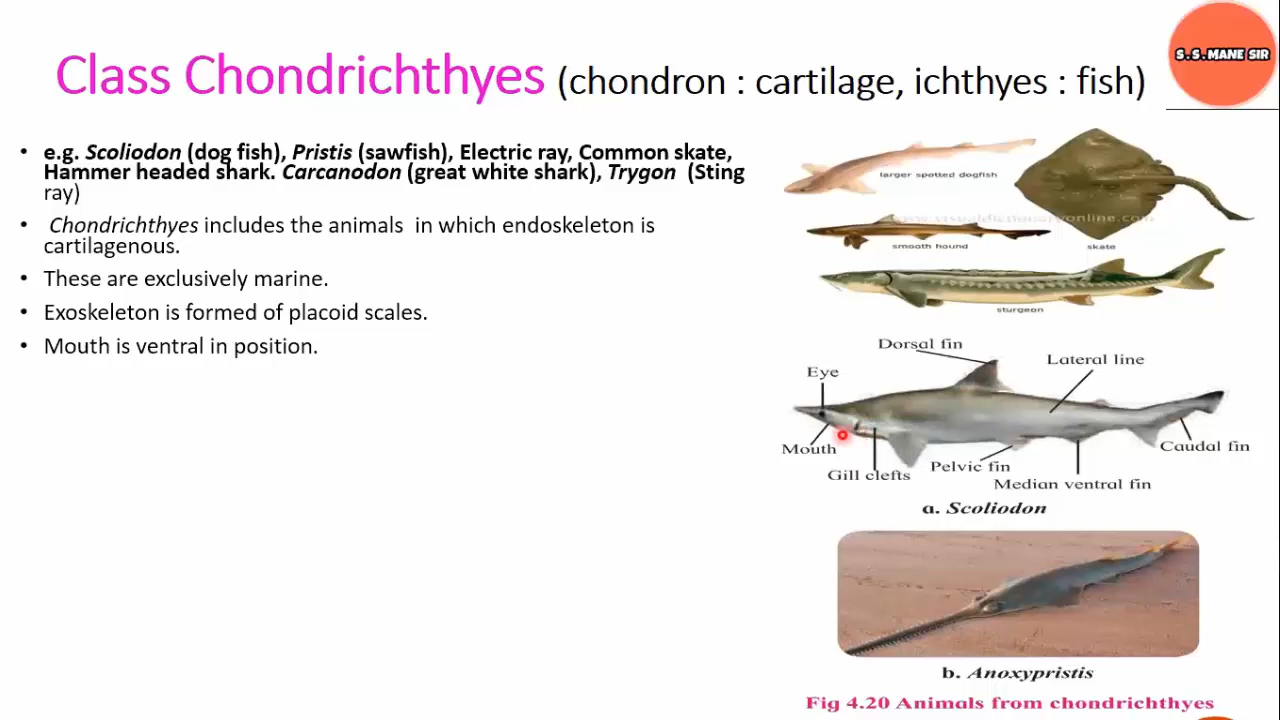 S.S.MANE SIR
Class Chondrichthyes (chondron : cartilage, ichthyes : fish)
• e.g. Scoliodon (dog fish), Pristis (sawfish), Electric ray, Common skate,
Hammer headed shark. Carcanodon (great white shark), Trygon (Sting
ray)
• Chondrichthyes includes the animals in which endoskeleton is
cartilagenous.
• These are exclusively marine.
• Exoskeleton is formed of placoid scales.
• Mouth is ventral in position.
larger spotted dogfish
smooth hound
skate
sturgeon
Dorsal fin
Lateral line
Eye
Mouth
Gill clefts
Pelvic fin
Median ventral fin
Caudal fin
a. Scoliodon
b. Anoxypristis
Fig 4.20 Animals from chondrichthyes